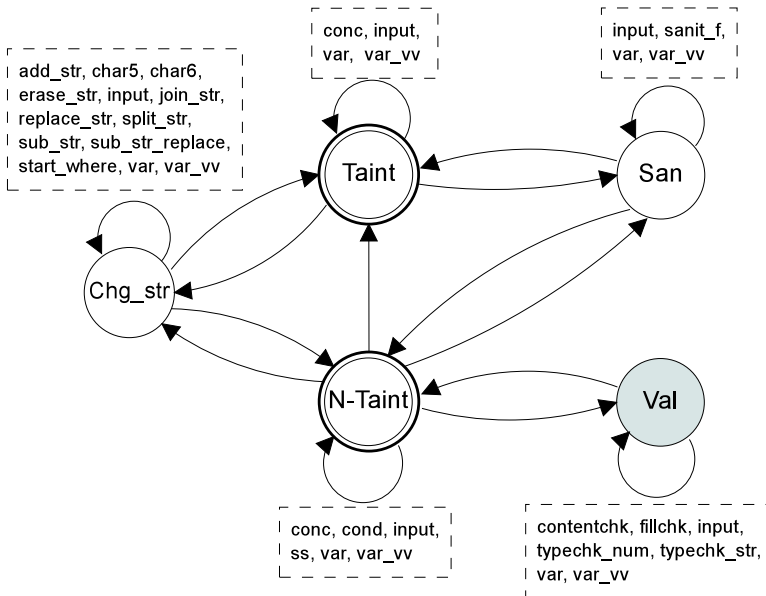 conc, input,
var, var_vv
input, sanit_f,
var, var_vv
add_str, char5, char6,
erase_str, input, join_str,
replace_str, split_str,
sub_str, sub_str_replace,
start_where, var, var_vv
Taint
San
Chg_str
N-Taint
Val
conc, cond, input,
ss, var, var_vv
contentchk, fillchk, input,
typechk_num, typechk_str,
var, var_vv